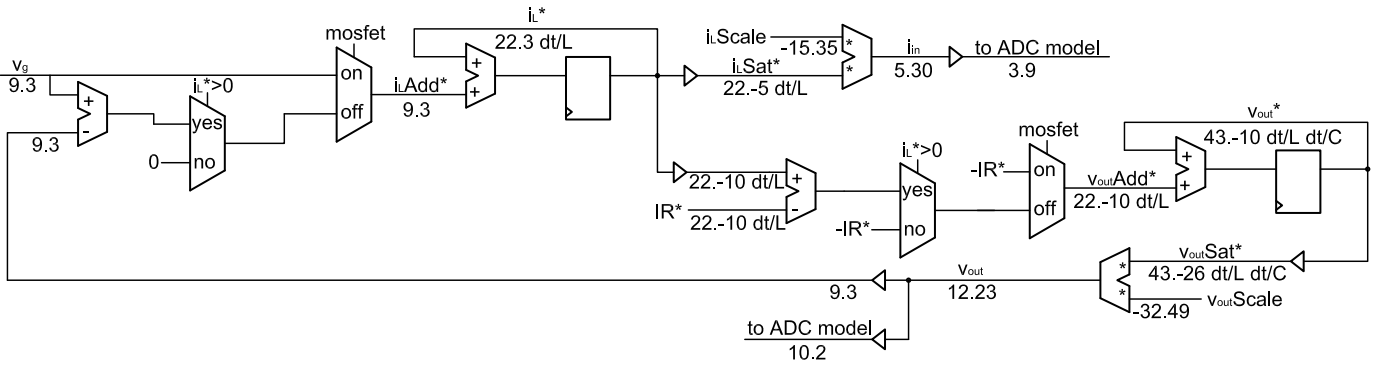 mosfet
iL*
22.3 dt/L
vg
9.3
+
-
9.3
iL*>0
yes
no
0
on
off
iLAdd*
9.3
+
+
iLScale
-15.35
iLSat*
22.-5 dt/L
*
*
iin
5.30
to ADC model
3.9
22.-10 dt/L
IR*
22.-10 dt/L
+
-
iL*>0
yes
no
-IR*
mosfet
-IR*
on
off
voutAdd*
22.-10 dt/L
vout*
43.-10 dt/L dt/C
+
+
voutSat*
43.-26 dt/L dt/C
*
*
voutScale
-32.49
vout
12.23
9.3
to ADC model
10.2